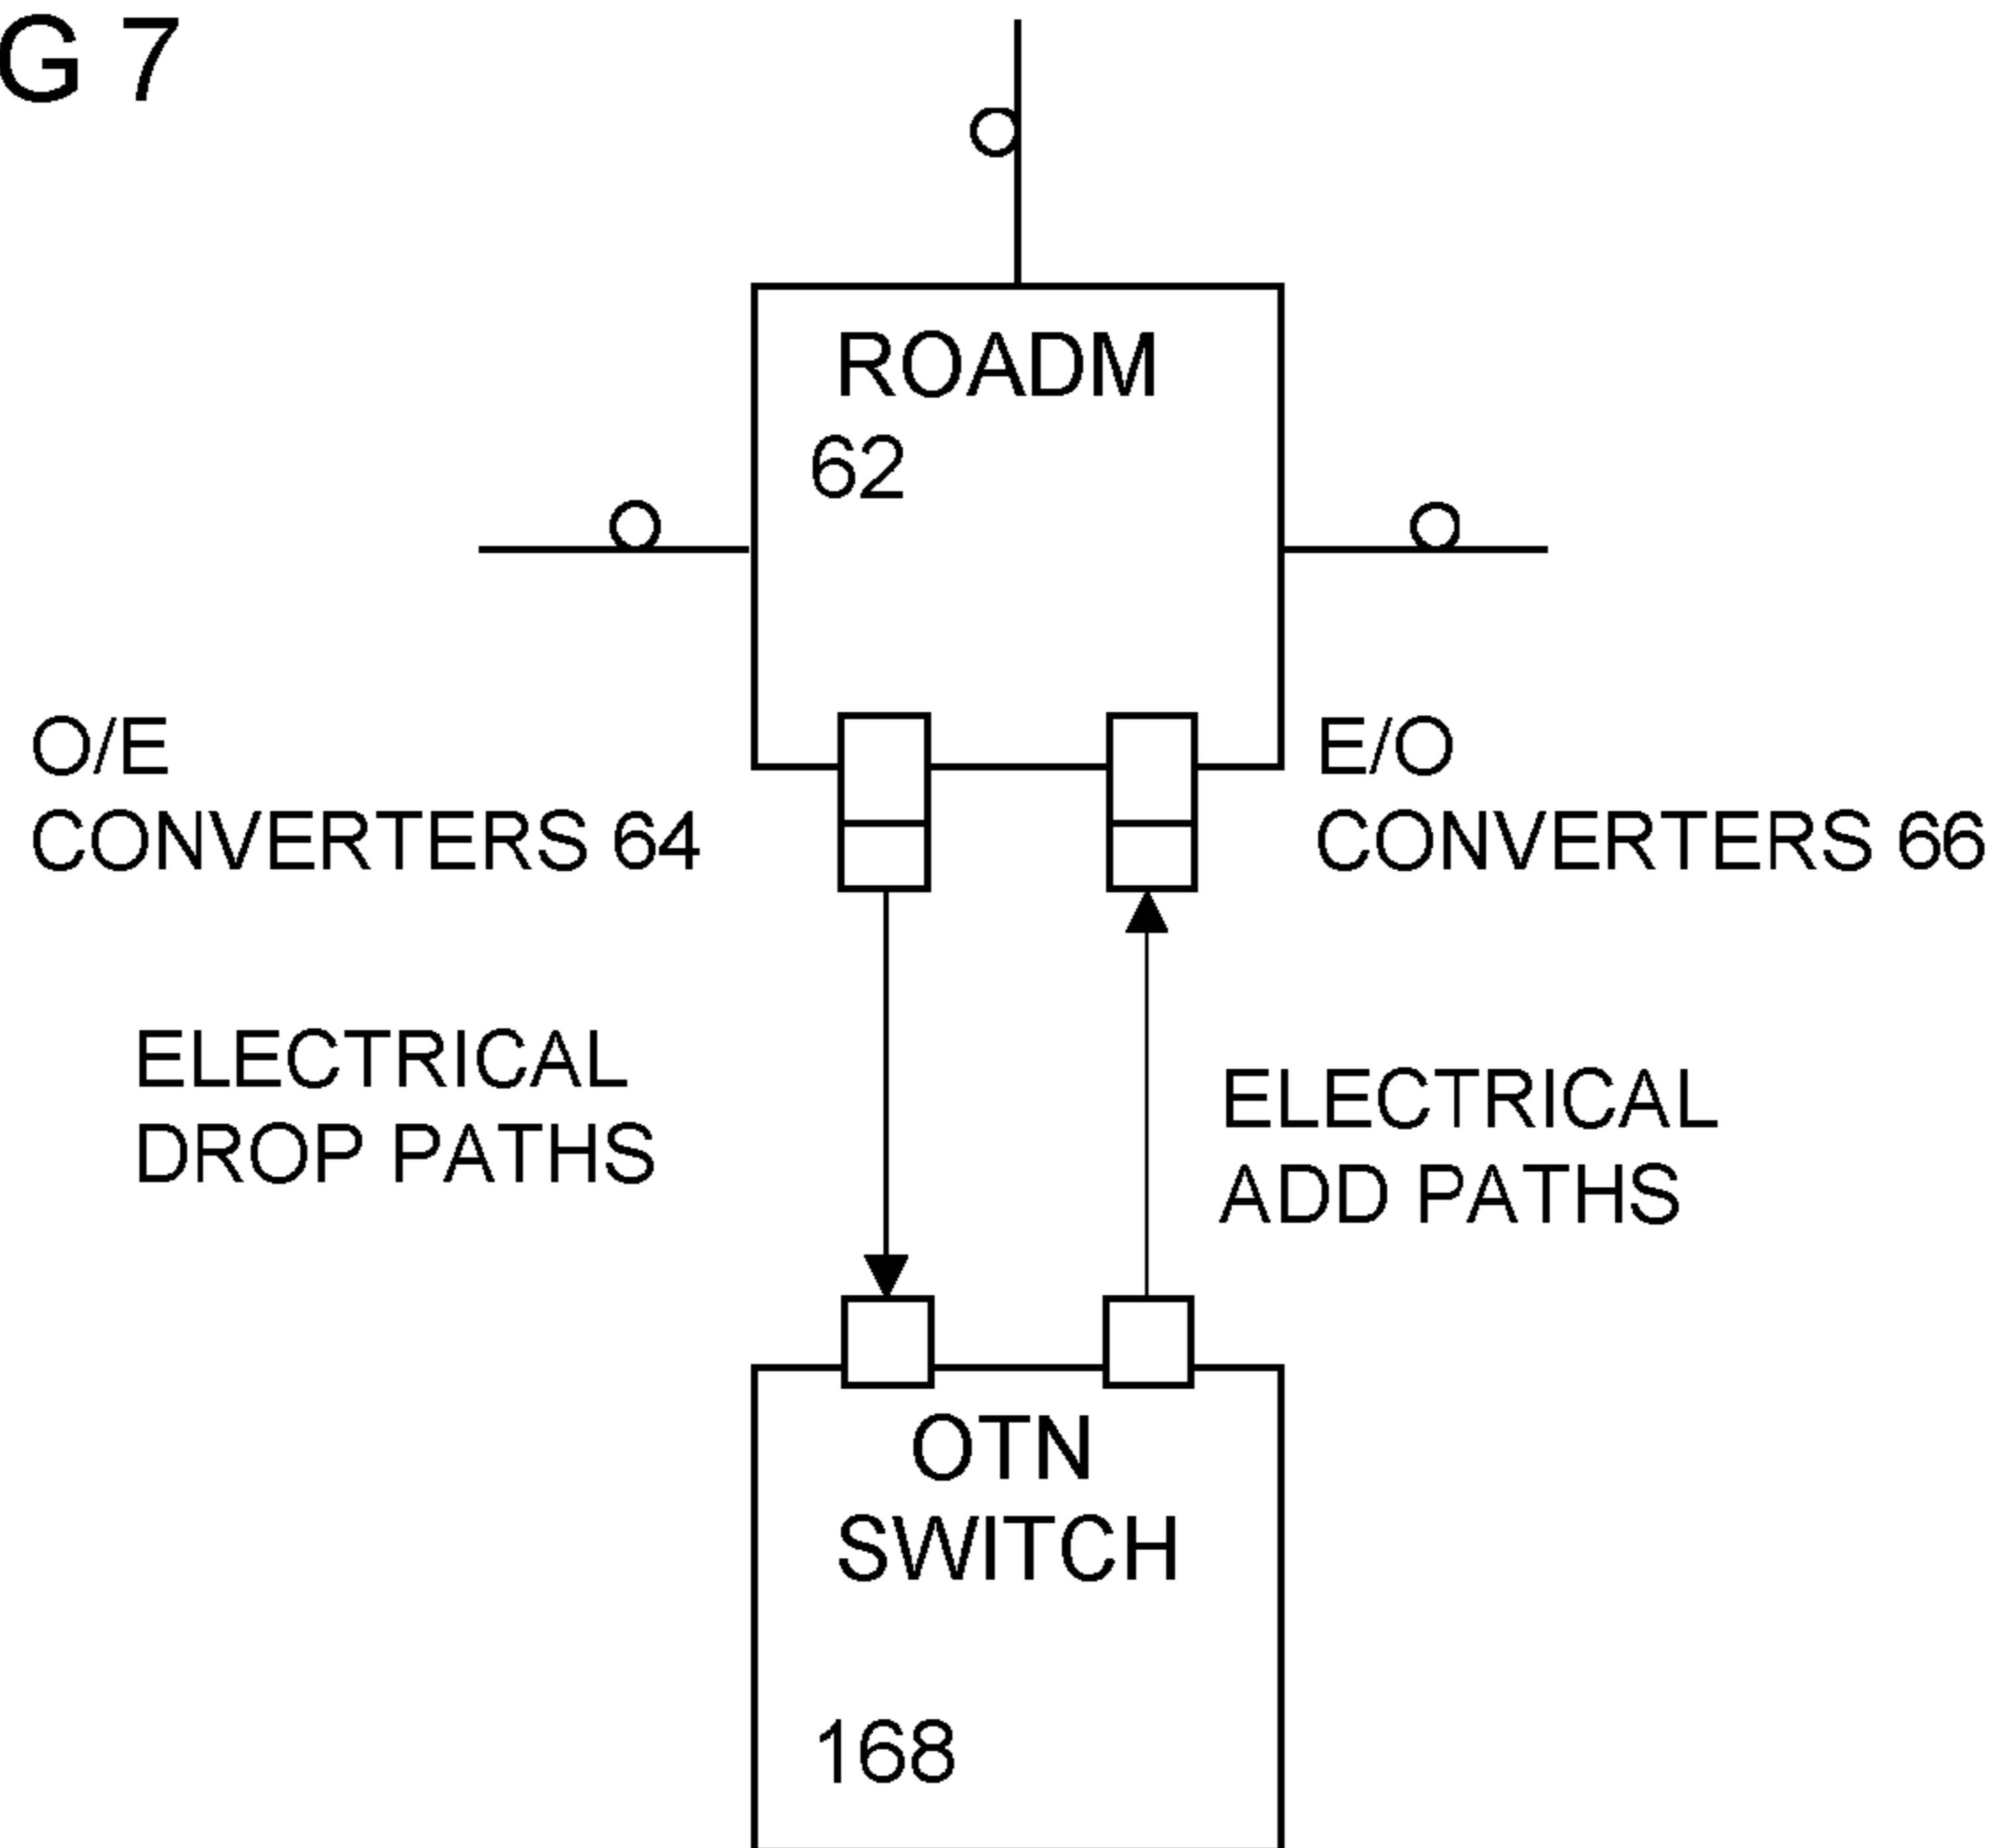 G 7
ROADM
62
O/E
CONVERTERS 64
E/O
CONVERTERS 66
ELECTRICAL
DROP PATHS
ELECTRICAL
ADD PATHS
OTN
SWITCH
168